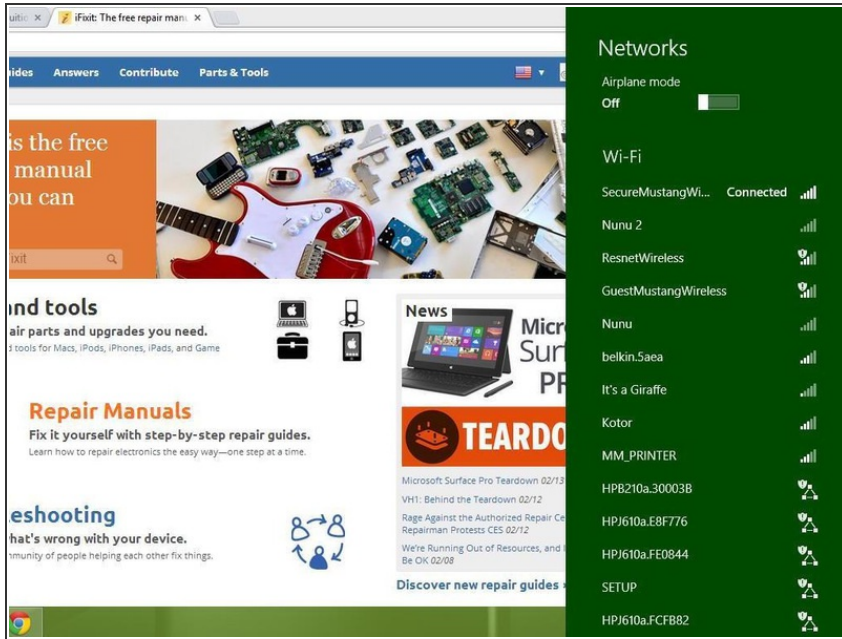 iFixit: The free repair manu
ides Answers Contribute Parts & Tools
is the free
manual
ou can
ixit
nd tools
air parts and upgrades you need.
d tools for Macs, iPods, iPhones, iPads, and Game
Repair Manuals
Fix it yourself with step-by-step repair guides.
Learn how to repair electronics the easy way—one step at a time.
eshooting
hat's wrong with your device.
mmunity of people helping each other fix things.
News
Micr
Surf
PR
TEARDO
Microsoft Surface Pro Teardown 02/13
VH1: Behind the Teardown 02/12
Rage Against the Authorized Repair Ce
Repairman Protests CES 02/12
We're Running Out of Resources, and I
Be OK 02/08
Discover new repair guides »
Networks
Airplane mode
Off
Wi-Fi
SecureMustangWi... Connected
Nunu 2
ResnetWireless
GuestMustangWireless
Nunu
belkin.5aea
It's a Giraffe
Kotor
MM_PRINTER
HPB210a.30003B
HPJ610a.E8F776
HPJ610a.FE0844
SETUP
HPJ610a.FCFB82